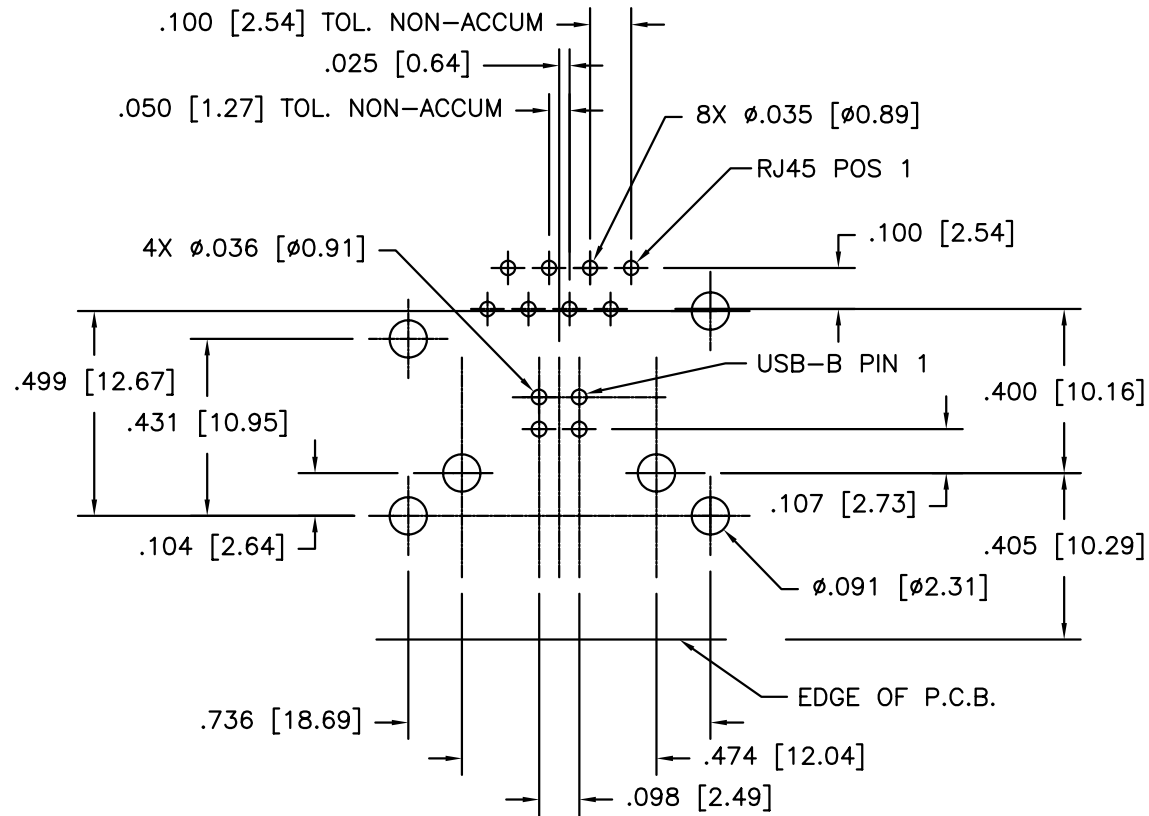 .100 [2.54] TOL. NON-ACCUM
.025 [0.64]
.050 [1.27] TOL. NON-ACCUM
8X ø.035 [ø0.89]
RJ45 POS 1
4X ø.036 [ø0.91]
.100 [2.54]
USB-B PIN 1
.499 [12.67]
.400 [10.16]
.431 [10.95]
.107 [2.73]
.104 [2.64]
.405 [10.29]
ø.091 [ø2.31]
EDGE OF P.C.B.
.736 [18.69]
.474 [12.04]
.098 [2.49]